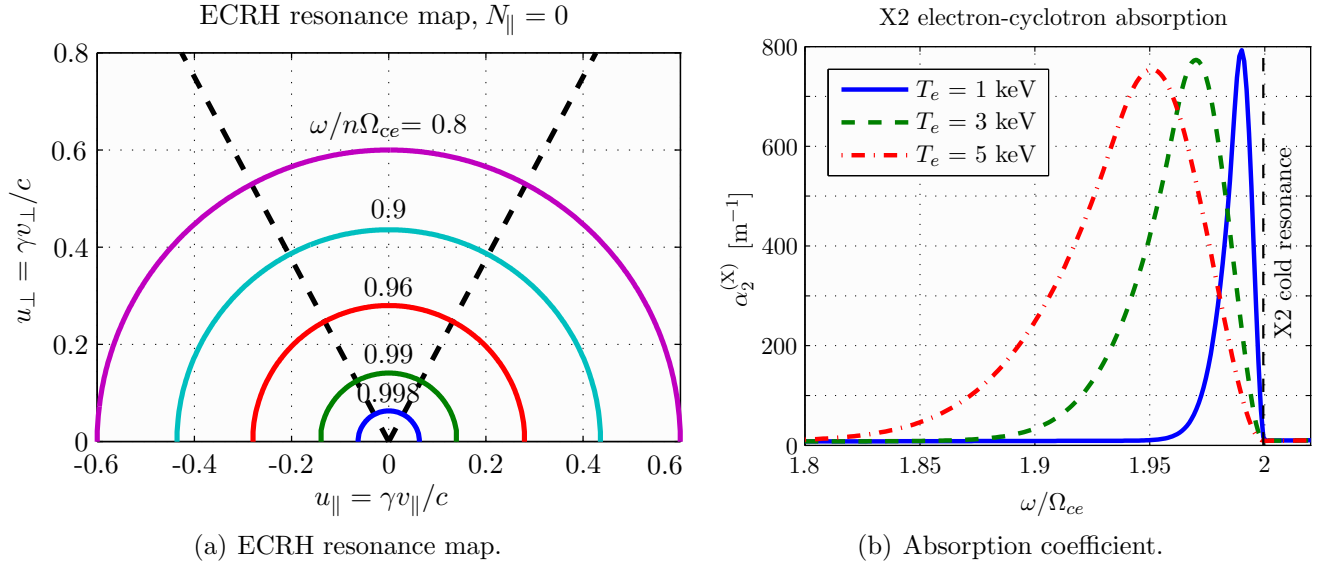 ECRH resonance map, N∥ = 0
0.8
0.6
0.4
0.2
0
u⊥ = γv⊥/c
ω/nΩce= 0.8
0.9
0.96
0.99
0.998
-0.6 -0.4 -0.2 0 0.2 0.4 0.6
u∥ = γv∥/c
(a) ECRH resonance map.
X2 electron-cyclotron absorption
800
600
400
200
0
α₂⁽ˣ⁾ [m⁻¹]
Te = 1 keV
Te = 3 keV
Te = 5 keV
X2 cold resonance
1.8 1.85 1.9 1.95 2
ω/Ωce
(b) Absorption coefficient.